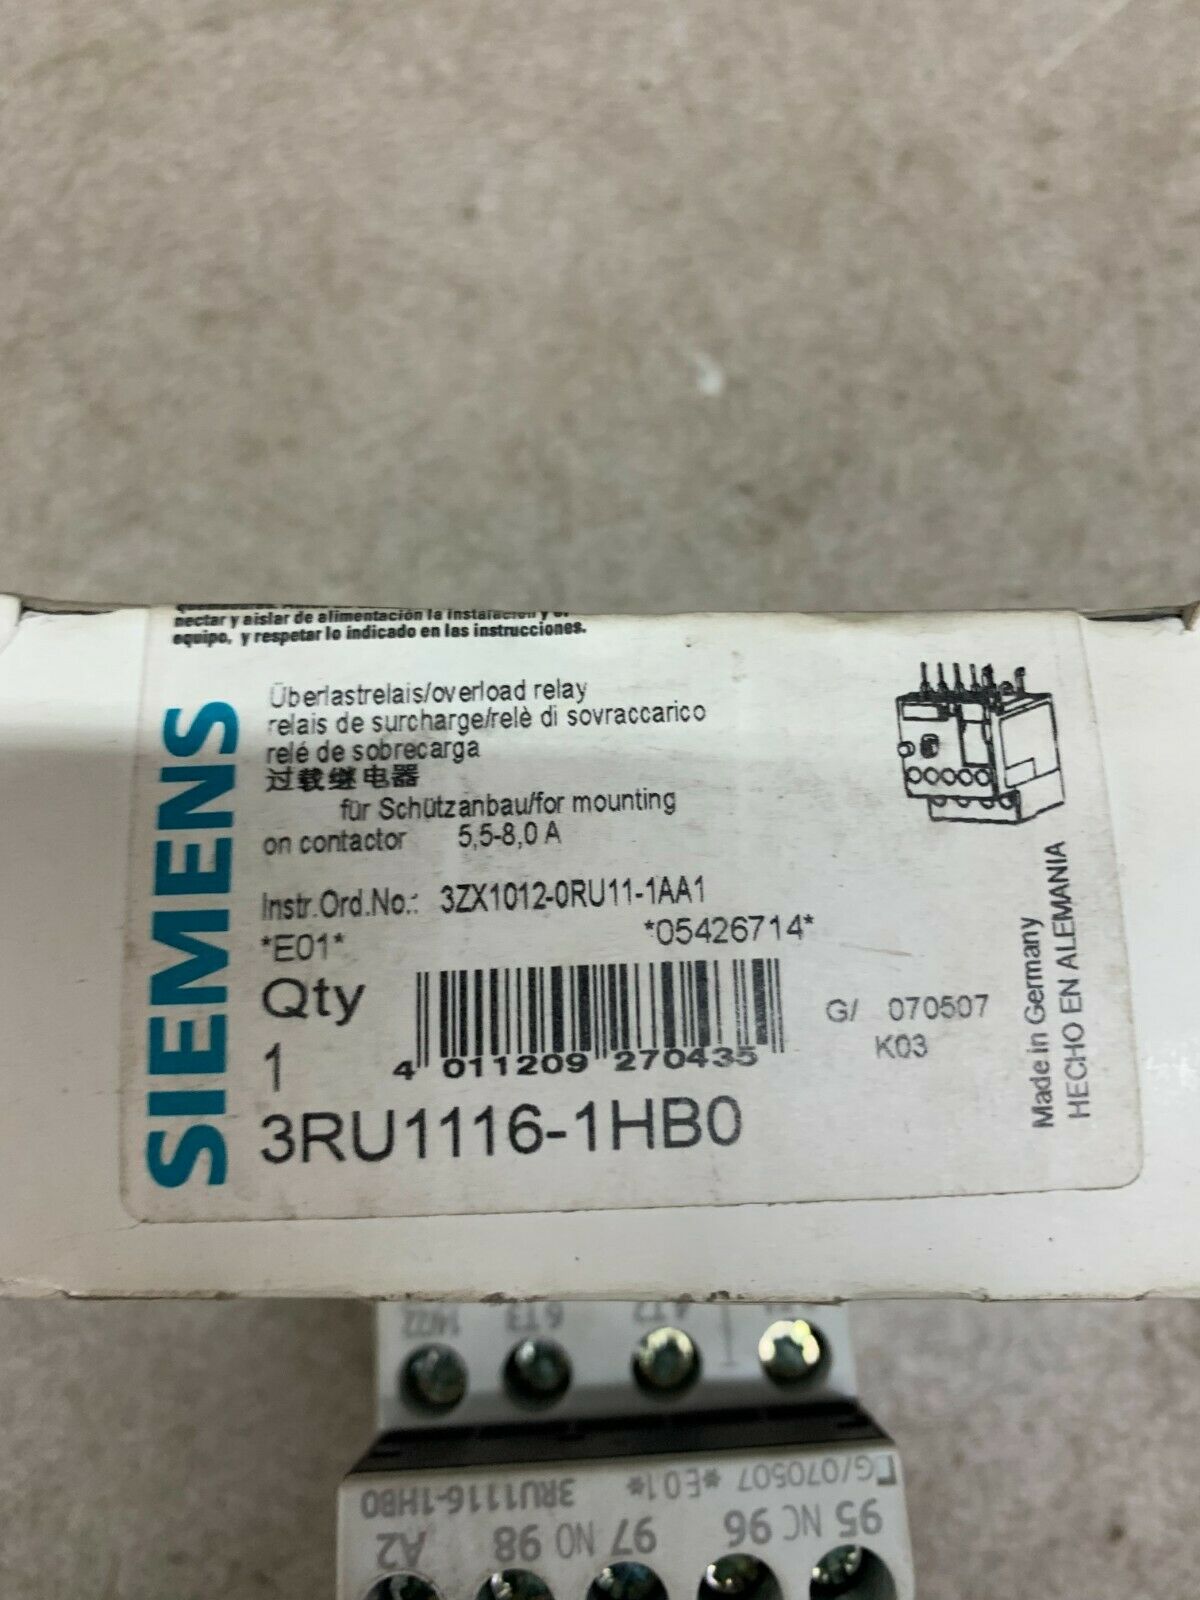 nectar y aislar de alimentación la instalación y el
equipo, y respetar lo indicado en las instrucciones.
SIEMENS
Überlastrelais/overload relay
relais de surcharge/relè di sovraccarico
relé de sobrecarga
过载继电器
für Schützanbau/for mounting
on contactor 5,5-8,0 A
Instr.Ord.No.: 3ZX1012-0RU11-1AA1
*E01* *05426714*
Qty
1
4 011209 270435
G/ 070507
K03
3RU1116-1HB0
Made in Germany
HECHO EN ALEMANIA
14/22 6T3 4T2
G/070507 *E01* 3RU1116-1HB0
95 NC 96 97 NO 98 A2